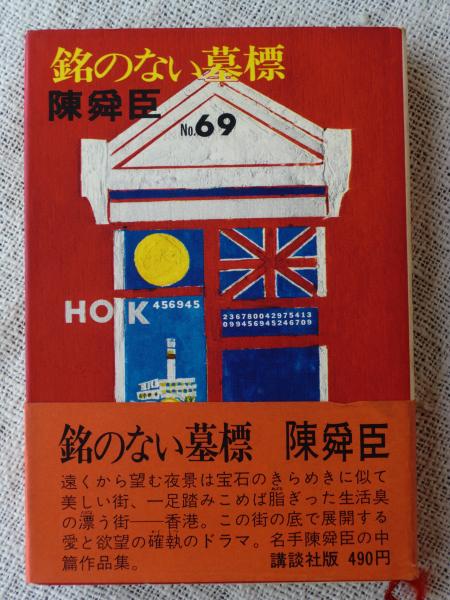 銘のない墓標
陳舜臣
No.69
HOIK 456945
236780042975413
099456945246709
銘のない墓標 陳舜臣
遠くから望む夜景は宝石のきらめきに似て
美しい街、一足踏みこめば脂ぎった生活臭
の漂う街――香港。この街の底で展開する
愛と欲望の確執のドラマ。名手陳舜臣の中
篇作品集。 講談社版 490円